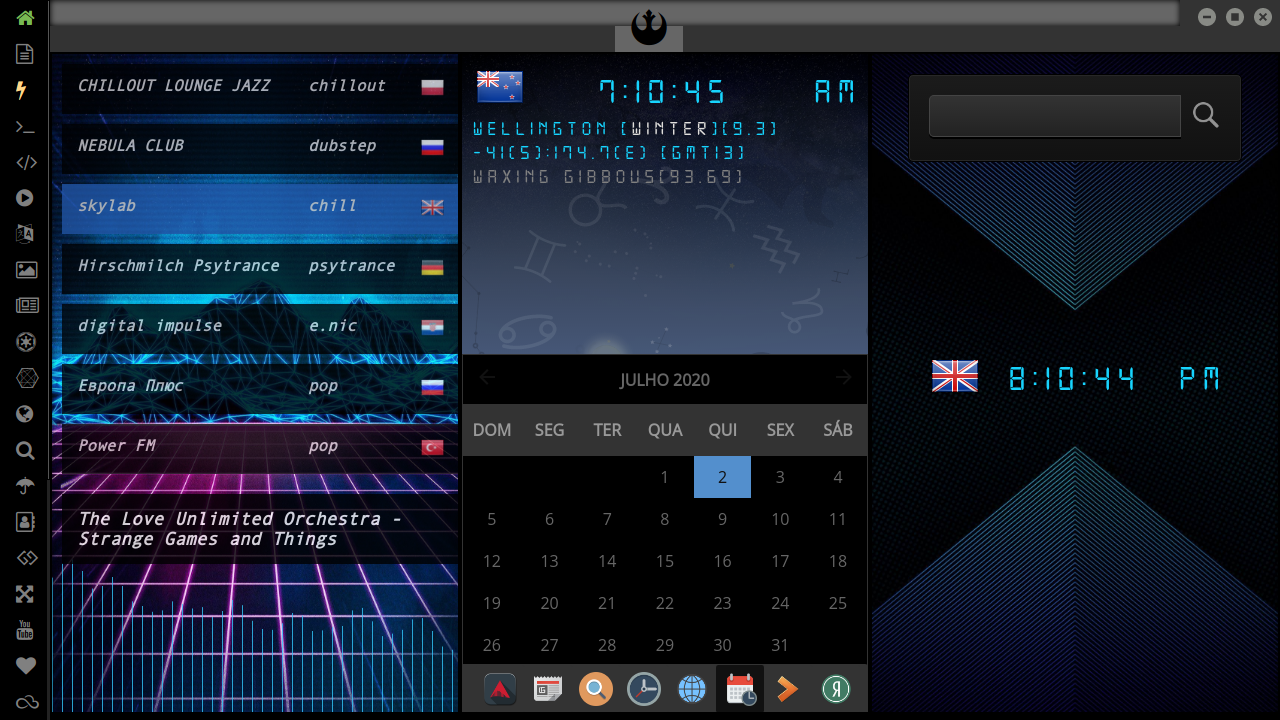 CHILLOUT LOUNGE JAZZ chillout
NEBULA CLUB dubstep
skylab chill
Hirschmilch Psytrance psytrance
digital impulse e.nic
Европа Плюс pop
Power FM pop
The Love Unlimited Orchestra -
Strange Games and Things
7:10:45 AM
WELLINGTON [WINTER][9.3]
-41(S):174.7(E) [GMT13]
WAXING GIBBOUS[93.69]
JULHO 2020
DOM SEG TER QUA QUI SEX SÁB
1 2 3 4
5 6 7 8 9 10 11
12 13 14 15 16 17 18
19 20 21 22 23 24 25
26 27 28 29 30 31
8:10:44 PM
You
Tube
Я